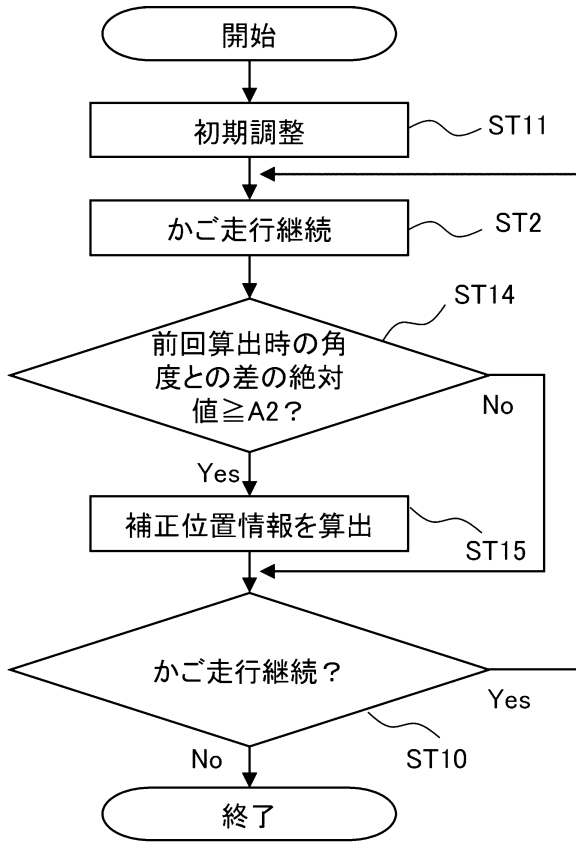 開始
初期調整
ST11
かご走行継続
ST2
ST14
前回算出時の角
度との差の絶対
値≧A2？
No
Yes
補正位置情報を算出
ST15
かご走行継続？
Yes
ST10
No
終了